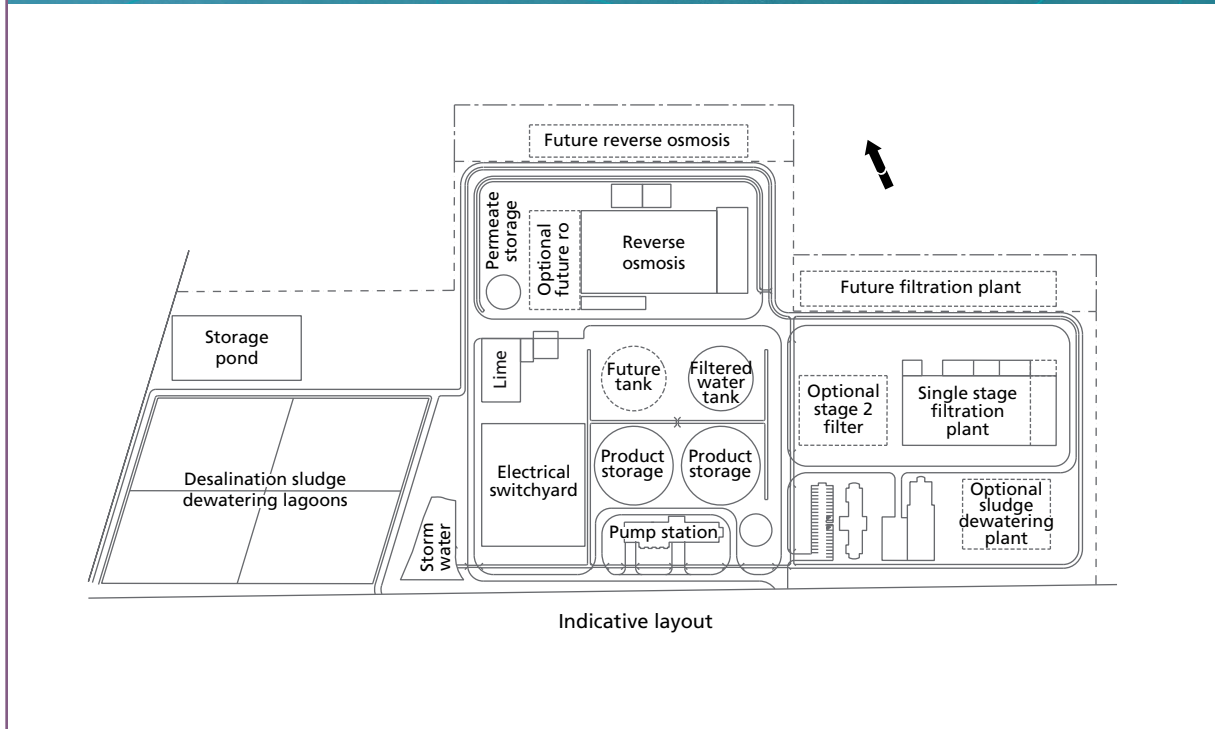 Future reverse osmosis
Permeate
storage
Optional
future ro
Reverse
osmosis
Future filtration plant
Storage
pond
Lime
Future
tank
Filtered
water
tank
Optional
stage 2
filter
Single stage
filtration
plant
Desalination sludge
dewatering lagoons
Electrical
switchyard
Product
storage
Product
storage
Optional
sludge
dewatering
plant
Storm
water
Pump station
Indicative layout